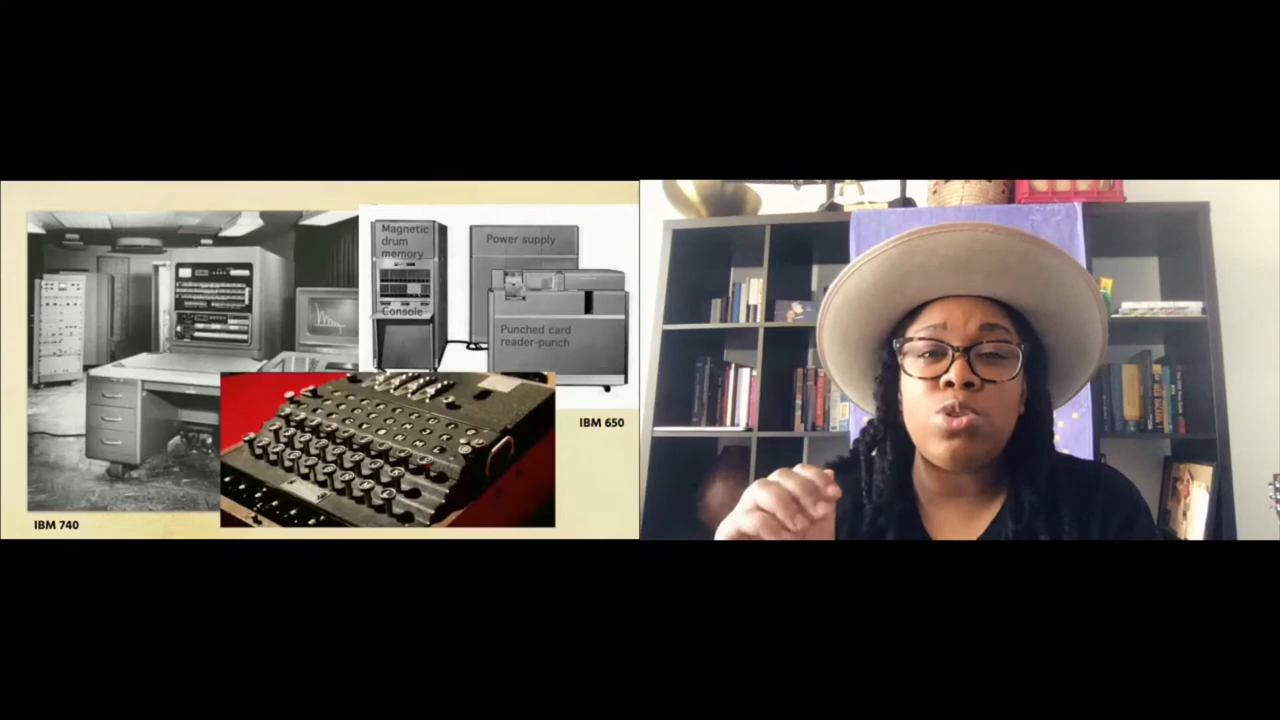 Magnetic
drum
memory
Console
Power supply
Punched card
reader-punch
IBM 650
IBM 740